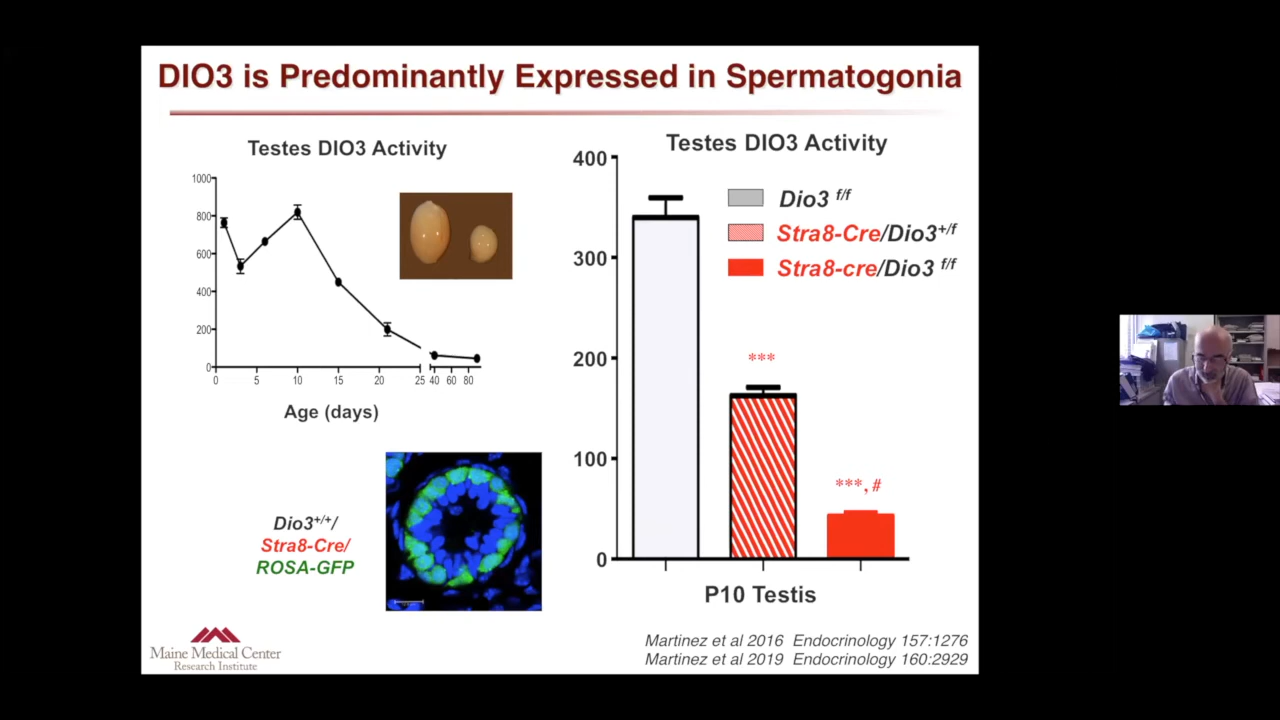 DIO3 is Predominantly Expressed in Spermatogonia
Testes DIO3 Activity
1000
800
600
400
200
0
0 5 10 15 20 25 40 60 80
Age (days)
Dio3+/+/
Stra8-Cre/
ROSA-GFP
Testes DIO3 Activity
400
300
200
100
0
Dio3 f/f
Stra8-Cre/Dio3+/f
Stra8-cre/Dio3 f/f
***
***, #
P10 Testis
Maine Medical Center
Research Institute
Martinez et al 2016 Endocrinology 157:1276
Martinez et al 2019 Endocrinology 160:2929